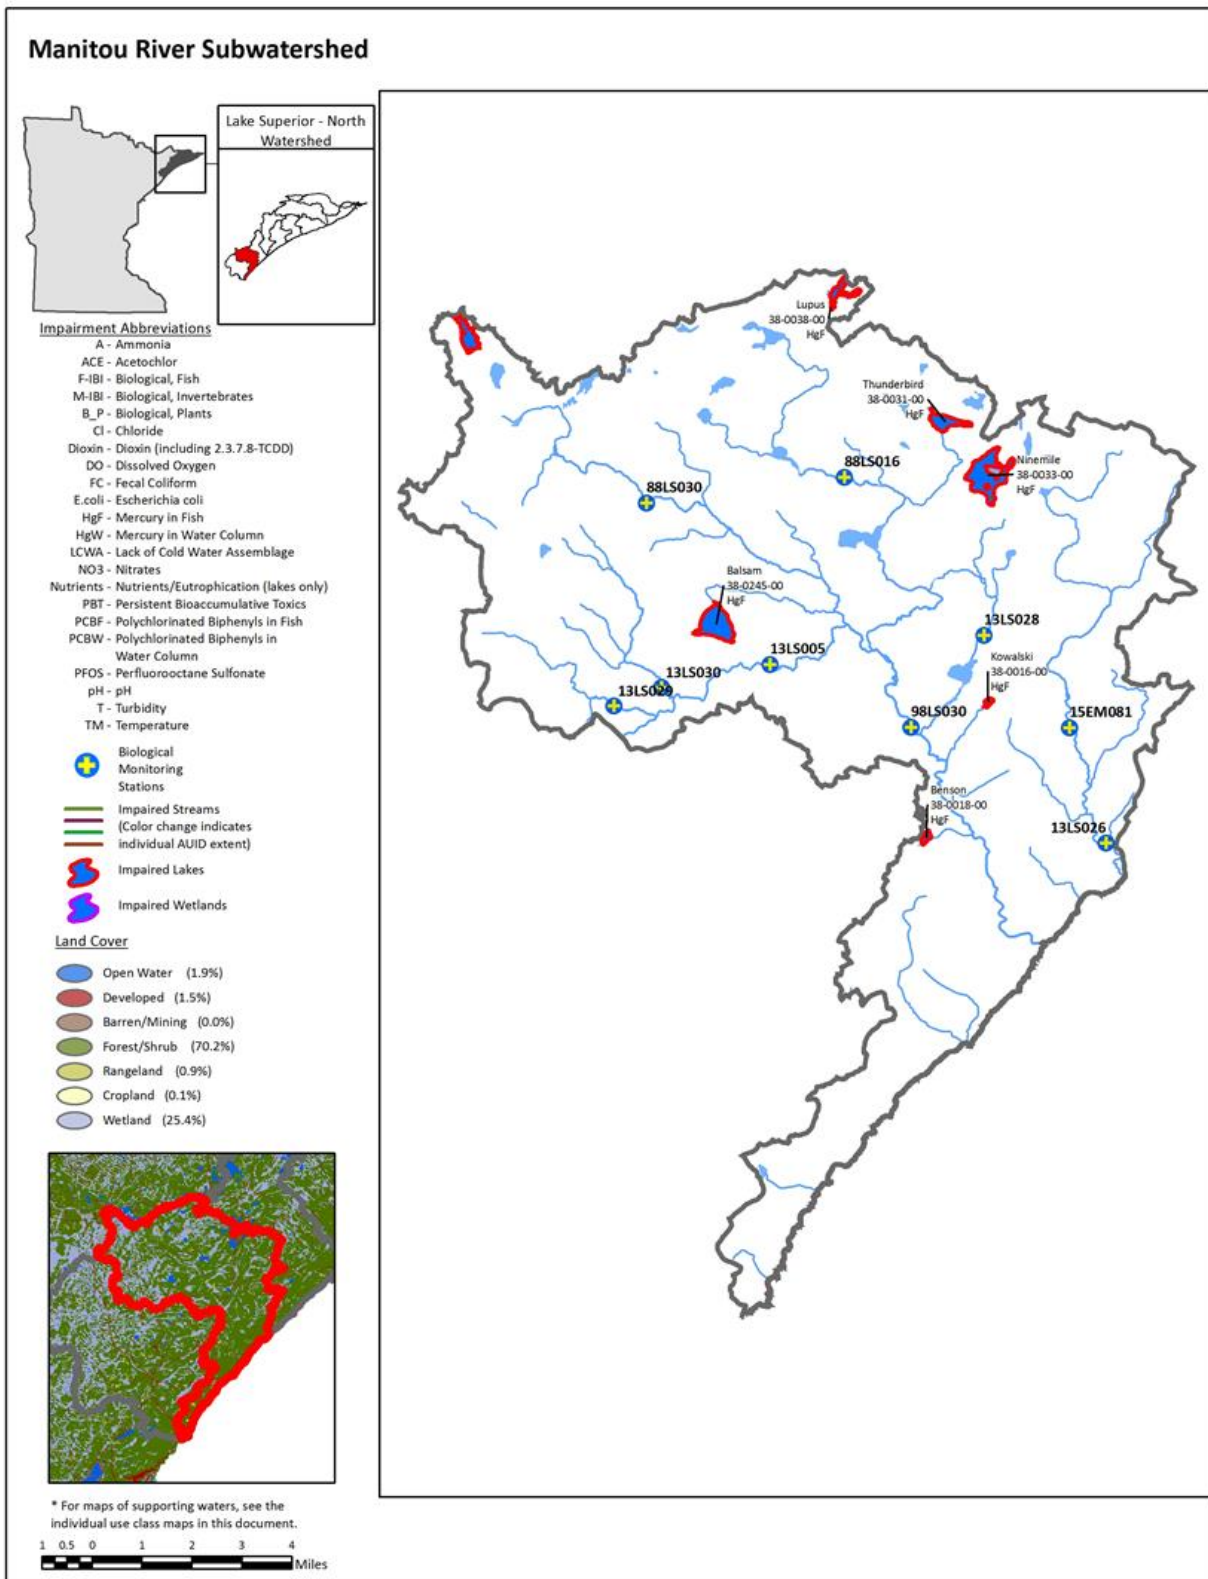 Manitou River Subwatershed
Lake Superior - North
Watershed
Impairment Abbreviations
A - Ammonia
ACE - Acetochlor
F-IBI - Biological, Fish
M-IBI - Biological, Invertebrates
B_P - Biological, Plants
Cl - Chloride
Dioxin - Dioxin (including 2.3.7.8-TCDD)
DO - Dissolved Oxygen
FC - Fecal Coliform
E.coli - Escherichia coli
HgF - Mercury in Fish
HgW - Mercury in Water Column
LCWA - Lack of Cold Water Assemblage
NO3 - Nitrates
Nutrients - Nutrients/Eutrophication (lakes only)
PBT - Persistent Bioaccumulative Toxics
PCBF - Polychlorinated Biphenyls in Fish
PCBW - Polychlorinated Biphenyls in
Water Column
PFOS - Perfluorooctane Sulfonate
pH - pH
T - Turbidity
TM - Temperature
Biological
Monitoring
Stations
Impaired Streams
(Color change indicates
individual AUID extent)
Impaired Lakes
Impaired Wetlands
Land Cover
Open Water (1.9%)
Developed (1.5%)
Barren/Mining (0.0%)
Forest/Shrub (70.2%)
Rangeland (0.9%)
Cropland (0.1%)
Wetland (25.4%)
* For maps of supporting waters, see the
individual use class maps in this document.
1 0.5 0 1 2 3 4
Miles
Lupus
38-0038-00
HgF
Thunderbird
38-0031-00
HgF
88LS016
Ninemile
38-0033-00
HgF
88LS030
Balsam
38-0245-00
HgF
13LS028
13LS005
Kowalski
38-0016-00
HgF
13LS030
13LS029
98LS030
15EM081
Benson
38-0018-00
HgF
13LS026